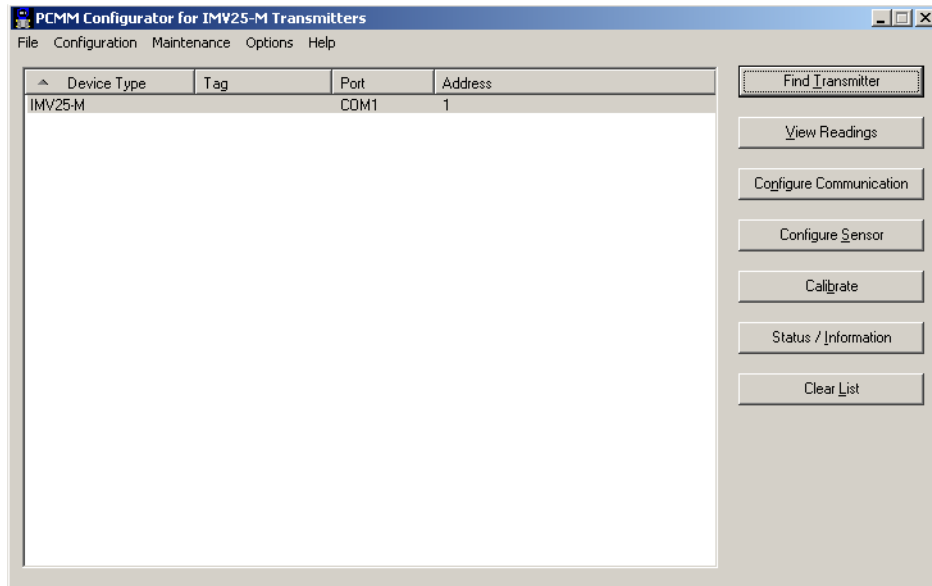 PCMM Configurator for IMV25-M Transmitters
File Configuration Maintenance Options Help
Device Type Tag Port Address
IMV25-M COM1 1
Find Transmitter
View Readings
Configure Communication
Configure Sensor
Calibrate
Status / Information
Clear List